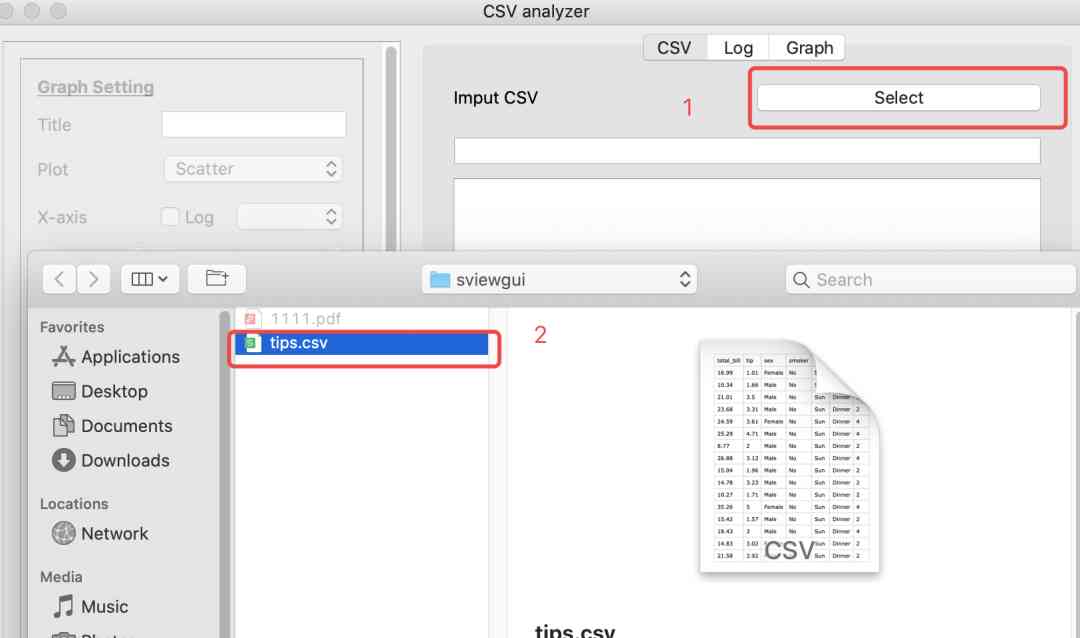 CSV analyzer
CSV Log Graph
Graph Setting
Imput CSV
1
Select
Title
Plot
Scatter
X-axis
Log
sviewgui
Search
Favorites
Applications
Desktop
Documents
Downloads
Locations
Network
Media
Music
1111.pdf
tips.csv
2
total_bill tip sex smoker
16.99 1.01 Female No
10.34 1.66 Male No
21.01 3.5 Male No Sun Dinner
23.68 3.31 Male No Sun Dinner 2
24.59 3.61 Female No Sun Dinner 4
25.29 4.71 Male No Sun Dinner 4
8.77 2 Male No Sun Dinner 2
26.88 3.12 Male No Sun Dinner 4
15.04 1.96 Male No Sun Dinner 2
14.78 3.23 Male No Sun Dinner 2
10.27 1.71 Male No Sun Dinner 2
35.26 5 Female No Sun Dinner 4
15.42 1.57 Male No Sun Dinner 2
18.43 3 Male No Sun Dinner 4
14.83 3.02 Sun Dinner 2
21.58 3.92 Sun Dinner 2
CSV
tips.csv